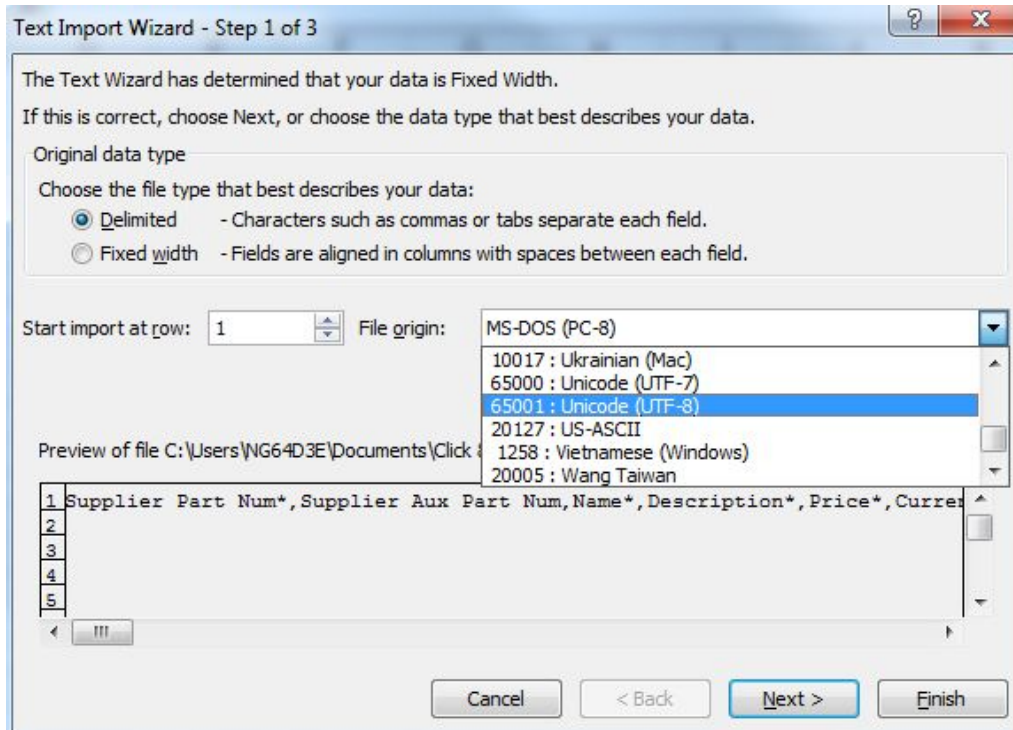 Text Import Wizard - Step 1 of 3
The Text Wizard has determined that your data is Fixed Width.
If this is correct, choose Next, or choose the data type that best describes your data.
Original data type
Choose the file type that best describes your data:
Delimited - Characters such as commas or tabs separate each field.
Fixed width - Fields are aligned in columns with spaces between each field.
Start import at row: 1 File origin: MS-DOS (PC-8)
10017 : Ukrainian (Mac)
65000 : Unicode (UTF-7)
65001 : Unicode (UTF-8)
20127 : US-ASCII
1258 : Vietnamese (Windows)
20005 : Wang Taiwan
Preview of file C:\Users\NG64D3E\Documents\Click
1 Supplier Part Num*,Supplier Aux Part Num,Name*,Description*,Price*,Curre
2
3
4
5
Cancel < Back Next > Finish